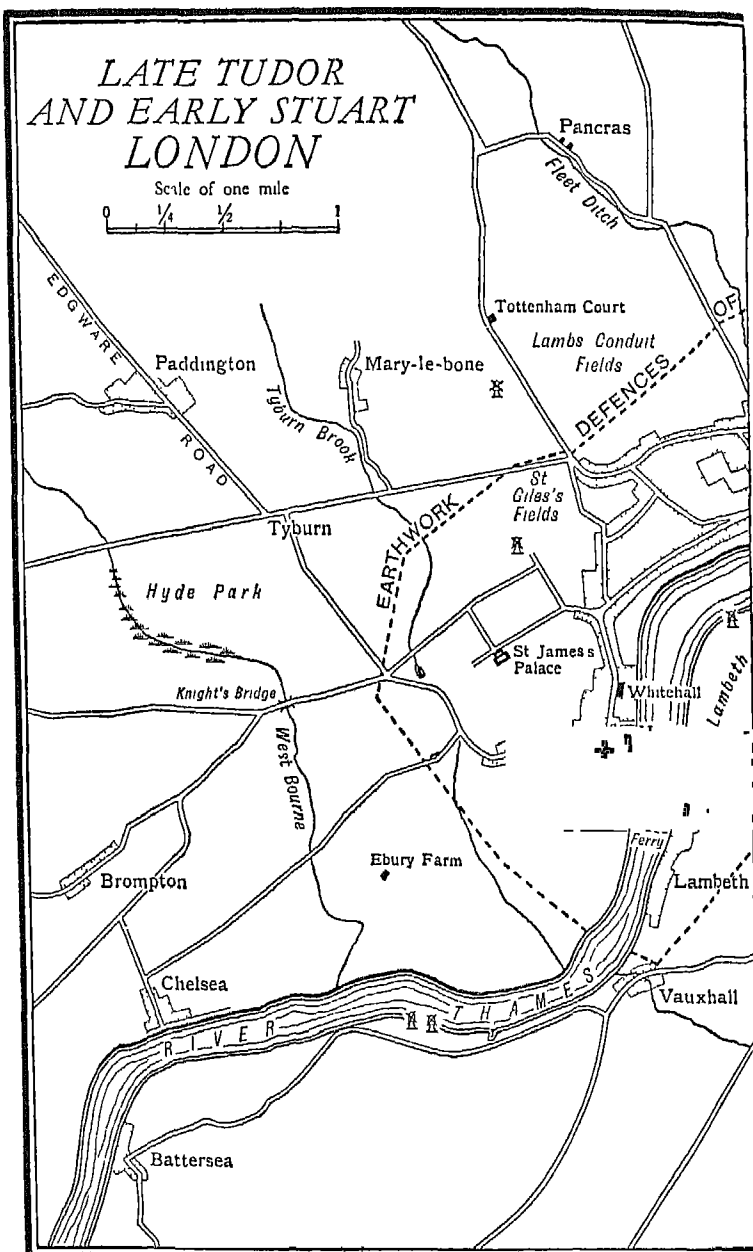 LATE TUDOR
AND EARLY STUART
LONDON
Scale of one mile
0 1/4 1/2 1
Pancras
Fleet Ditch
EDGWARE ROAD
Tottenham Court
OF
Lambs Conduit
Fields
Paddington
Mary-le-bone
DEFENCES
Tyburn Brook
St
Giles's
Fields
Tyburn
EARTHWORK
Hyde Park
St James's
Palace
Knight's Bridge
Whitehall
Lambeth
West Bourne
Ferry
Ebury Farm
Brompton
Lambeth
Chelsea
Vauxhall
RIVER THAMES
Battersea